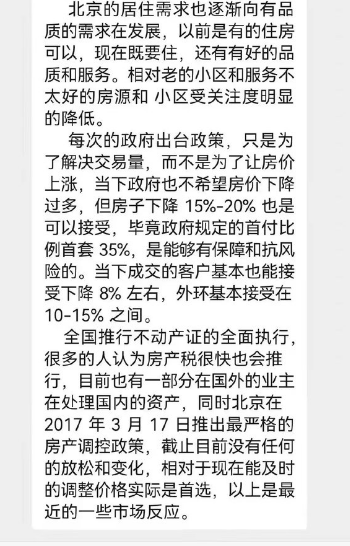 北京的居住需求也逐渐向有品
质的需求在发展，以前是有的住房
可以，现在既要住，还有有好的品
质和服务。相对老的小区和服务不
太好的房源和 小区受关注度明显
的降低。
每次的政府出台政策，只是为
了解决交易量，而不是为了让房价
上涨，当下政府也不希望房价下降
过多，但房子下降 15%-20% 也是
可以接受，毕竟政府规定的首付比
例首套 35%，是能够有保障和抗风
险的。当下成交的客户基本也能接
受下降 8% 左右，外环基本接受在
10-15% 之间。
全国推行不动产证的全面执行，
很多的人认为房产税很快也会推
行，目前也有一部分在国外的业主
在处理国内的资产，同时北京在
2017 年 3 月 17 日推出最严格的
房产调控政策，截止目前没有任何
的放松和变化，相对于现在能及时
的调整价格实际是首选，以上是最
近的一些市场反应。